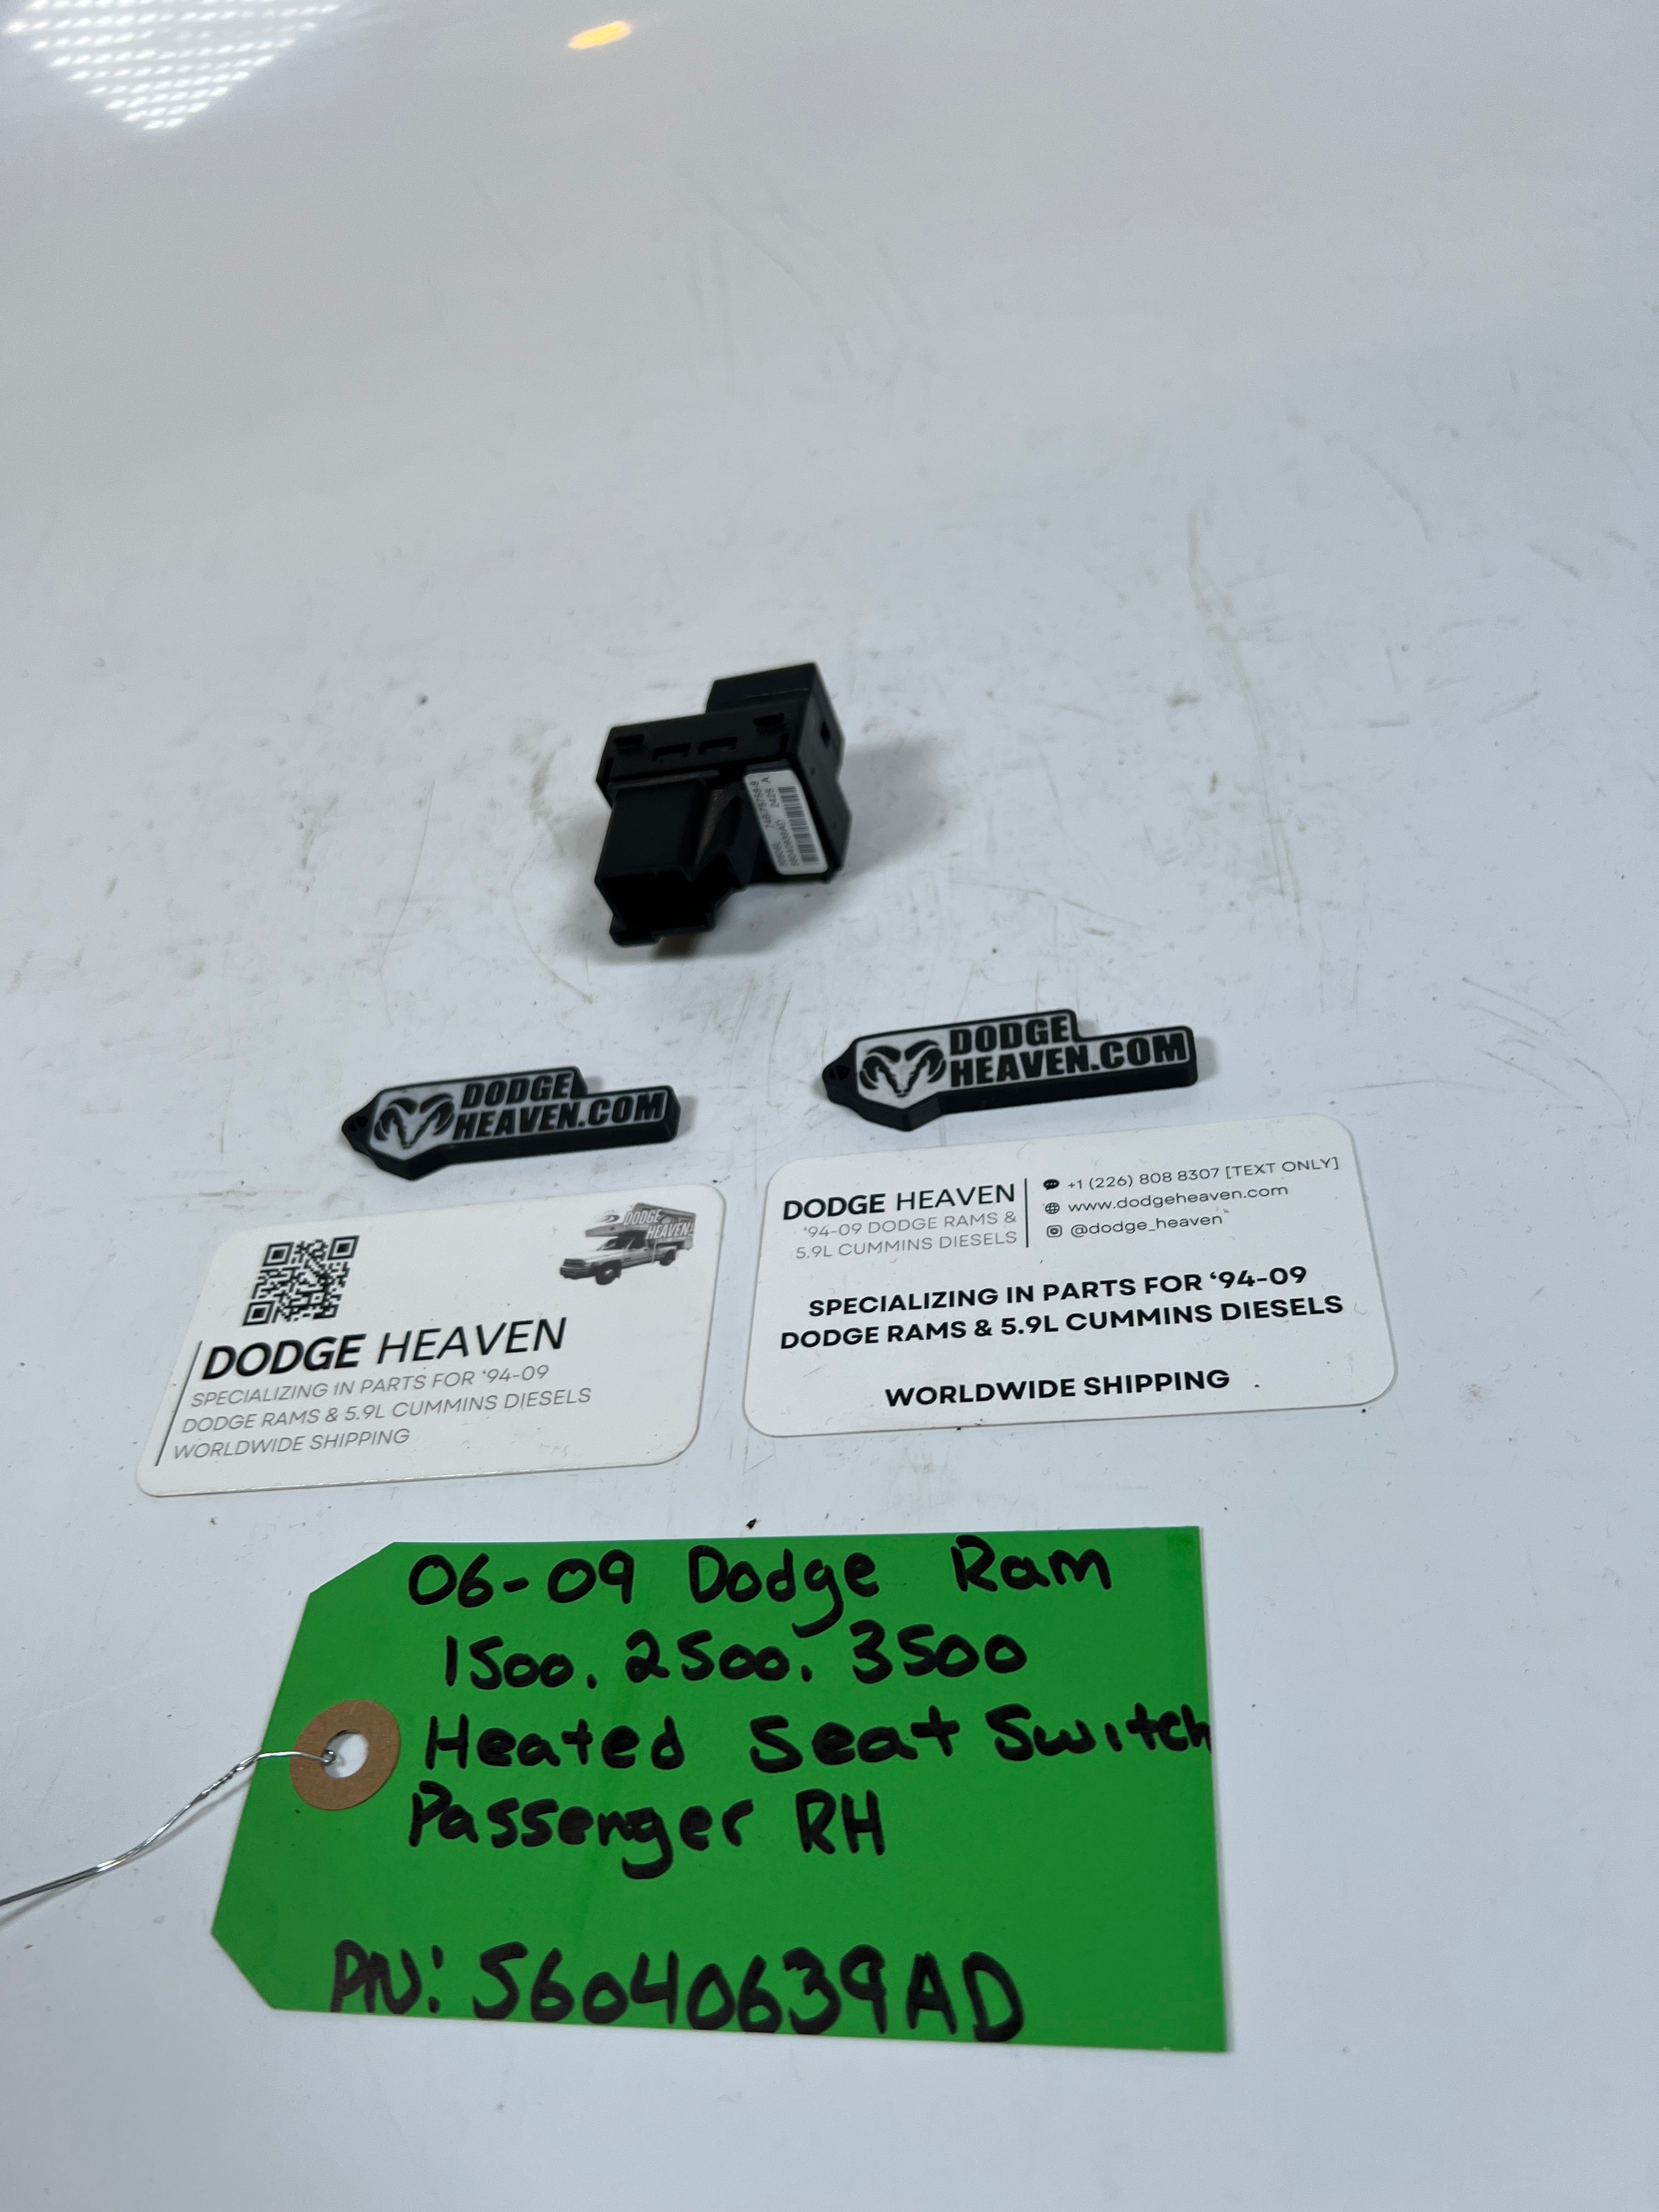 56040639AD
DODGE
HEAVEN.COM
DODGE
HEAVEN.COM
DODGE
HEAVEN
DODGE HEAVEN
SPECIALIZING IN PARTS FOR ‘94-09
DODGE RAMS & 5.9L CUMMINS DIESELS
WORLDWIDE SHIPPING
DODGE HEAVEN
‘94-09 DODGE RAMS &
5.9L CUMMINS DIESELS
+1 (226) 808 8307 [TEXT ONLY]
www.dodgeheaven.com
@dodge_heaven
SPECIALIZING IN PARTS FOR ‘94-09
DODGE RAMS & 5.9L CUMMINS DIESELS
WORLDWIDE SHIPPING
06-09 Dodge Ram
1500. 2500. 3500
Heated Seat Switch
Passenger RH
PN: 56040639AD